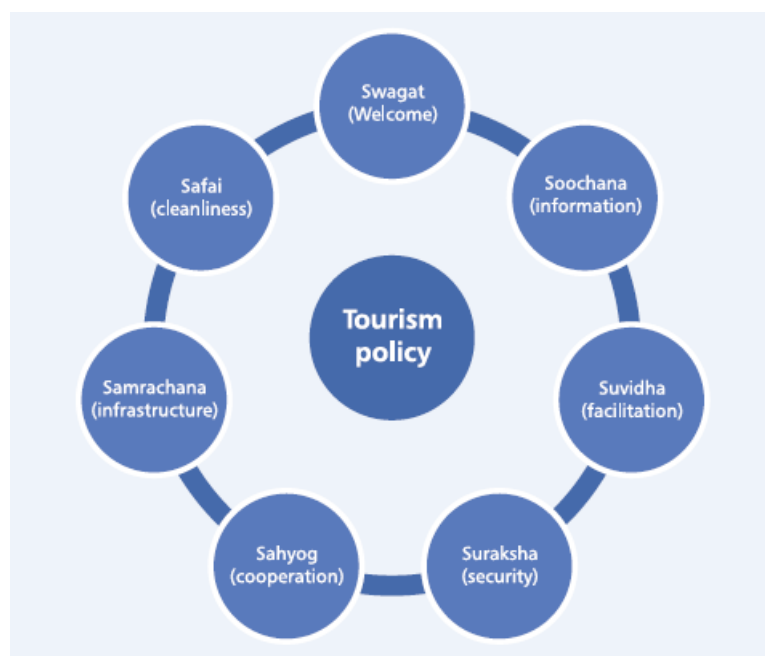 Swagat
(Welcome)
Soochana
(information)
Suvidha
(facilitation)
Suraksha
(security)
Sahyog
(cooperation)
Samrachana
(infrastructure)
Safai
(cleanliness)
Tourism
policy